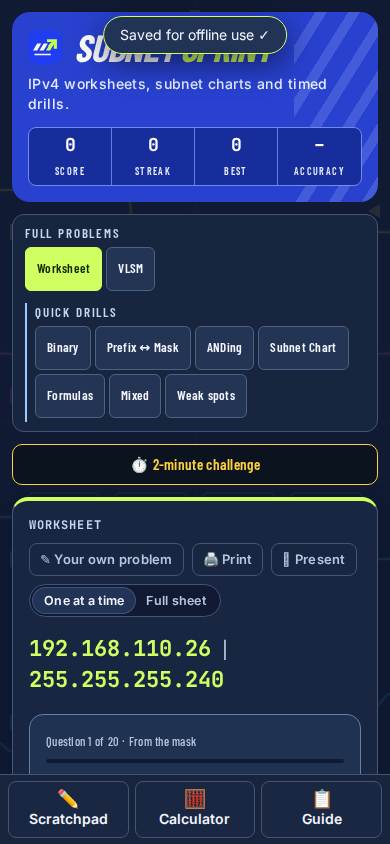 Saved for offline use ✓
SUBNET SPRINT
IPv4 worksheets, subnet charts and timed
drills.
0 0 0 –
SCORE STREAK BEST ACCURACY
FULL PROBLEMS
Worksheet VLSM
QUICK DRILLS
Binary Prefix ↔ Mask ANDing Subnet Chart
Formulas Mixed Weak spots
⏱️ 2-minute challenge
WORKSHEET
✎ Your own problem 🖨️ Print Present
One at a time Full sheet
192.168.110.26 |
255.255.255.240
Question 1 of 20 · From the mask
Scratchpad Calculator Guide